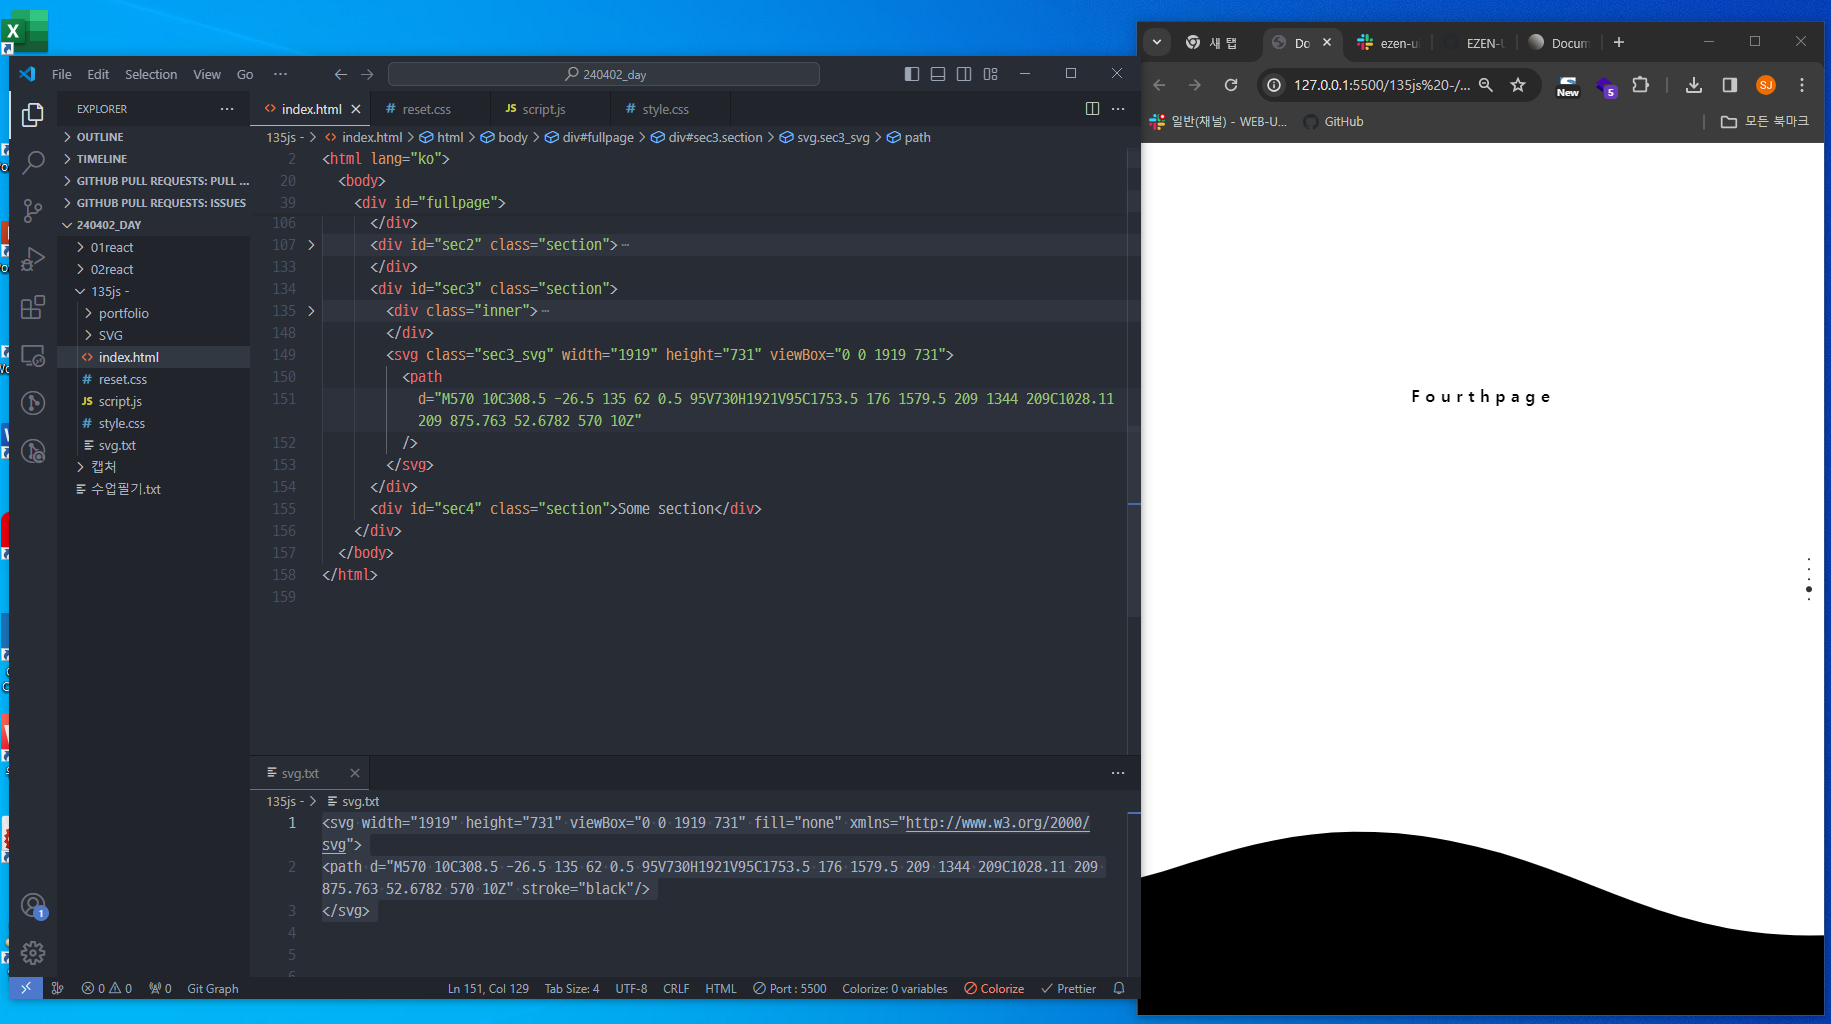 File Edit Selection View Go ···
240402_day
EXPLORER
OUTLINE
TIMELINE
GITHUB PULL REQUESTS: PULL ...
GITHUB PULL REQUESTS: ISSUES
240402_DAY
01react
02react
135js -
portfolio
SVG
index.html
reset.css
script.js
style.css
svg.txt
캡처
수업필기.txt
index.html reset.css script.js style.css
135js - > index.html > html > body > div#fullpage > div#sec3.section > svg.sec3_svg > path
2 <html lang="ko">
20 <body>
39 <div id="fullpage">
106 </div>
107 <div id="sec2" class="section">···
133 </div>
134 <div id="sec3" class="section">
135 <div class="inner">···
148 </div>
149 <svg class="sec3_svg" width="1919" height="731" viewBox="0 0 1919 731">
150 <path
151 d="M570 10C308.5 -26.5 135 62 0.5 95V730H1921V95C1753.5 176 1579.5 209 1344 209C1028.11
209 875.763 52.6782 570 10Z"
152 />
153 </svg>
154 </div>
155 <div id="sec4" class="section">Some section</div>
156 </div>
157 </body>
158 </html>
159
svg.txt
135js - > svg.txt
1 <svg width="1919" height="731" viewBox="0 0 1919 731" fill="none" xmlns="http://www.w3.org/2000/
svg">
2 <path d="M570 10C308.5 -26.5 135 62 0.5 95V730H1921V95C1753.5 176 1579.5 209 1344 209C1028.11 209
875.763 52.6782 570 10Z" stroke="black"/>
3 </svg>
4
5
6
1
0 0 0 Git Graph Ln 151, Col 129 Tab Size: 4 UTF-8 CRLF HTML Port : 5500 Colorize: 0 variables Colorize Prettier
새 탭 Do ezen-u EZEN-U Docum
127.0.0.1:5500/135js%20-/... New 5 SJ
일반(채널) - WEB-U... GitHub 모든 북마크
Fourthpage